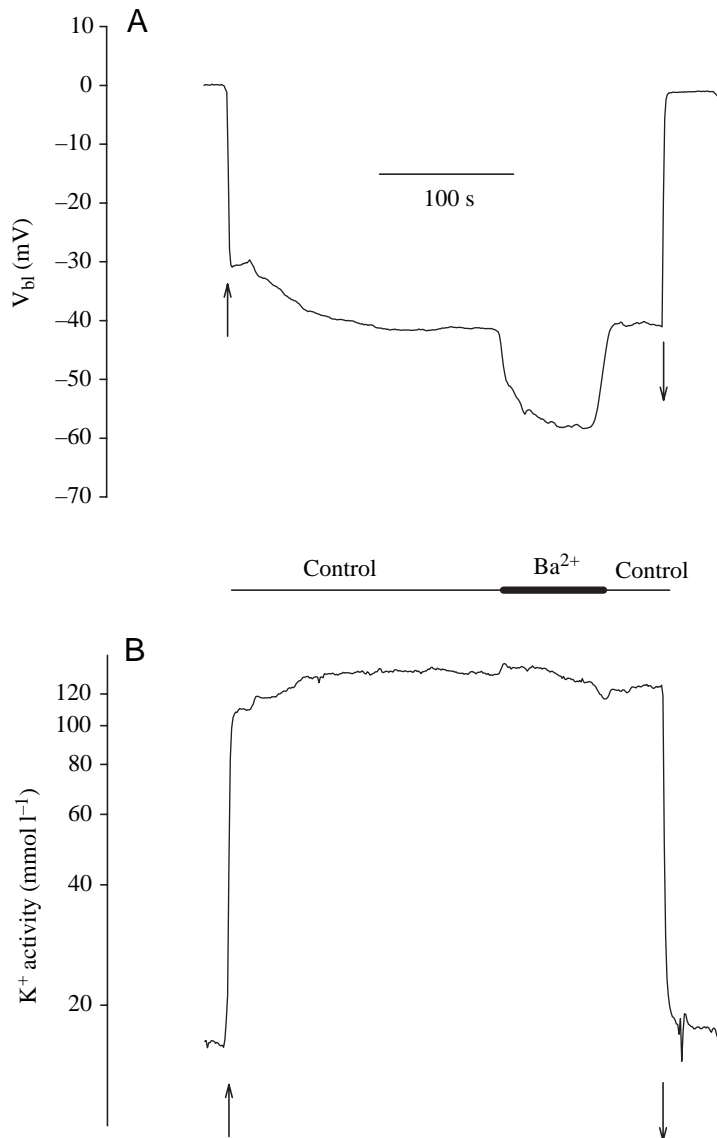 A
10
0
–10
–20
–30
–40
–50
–60
–70
V_bl (mV)
100 s
Control
Ba²⁺
Control
B
120
100
80
60
40
20
K⁺ activity (mmol l⁻¹)